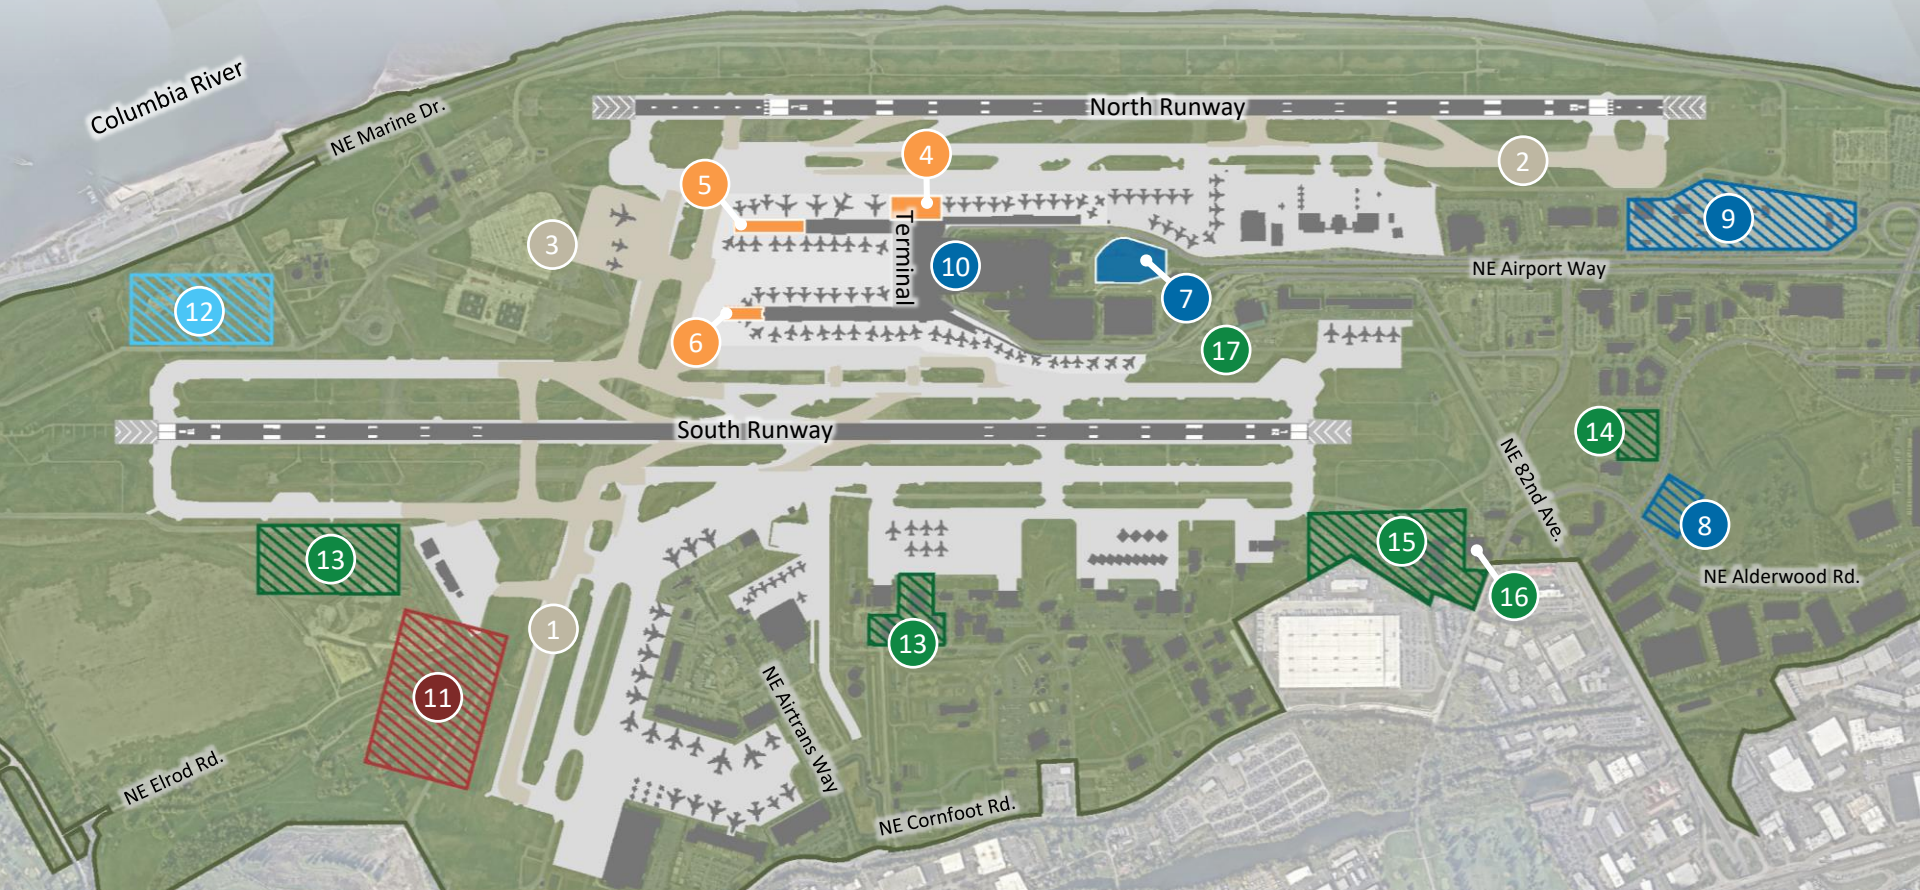 Columbia River
NE Marine Dr.
North Runway
4
2
5
9
3
Terminal
10
NE Airport Way
7
12
6
17
South Runway
14
NE 82nd Ave.
8
13
15
NE Alderwood Rd.
16
1
13
11
NE Airtrans Way
NE Elrod Rd.
NE Cornfoot Rd.